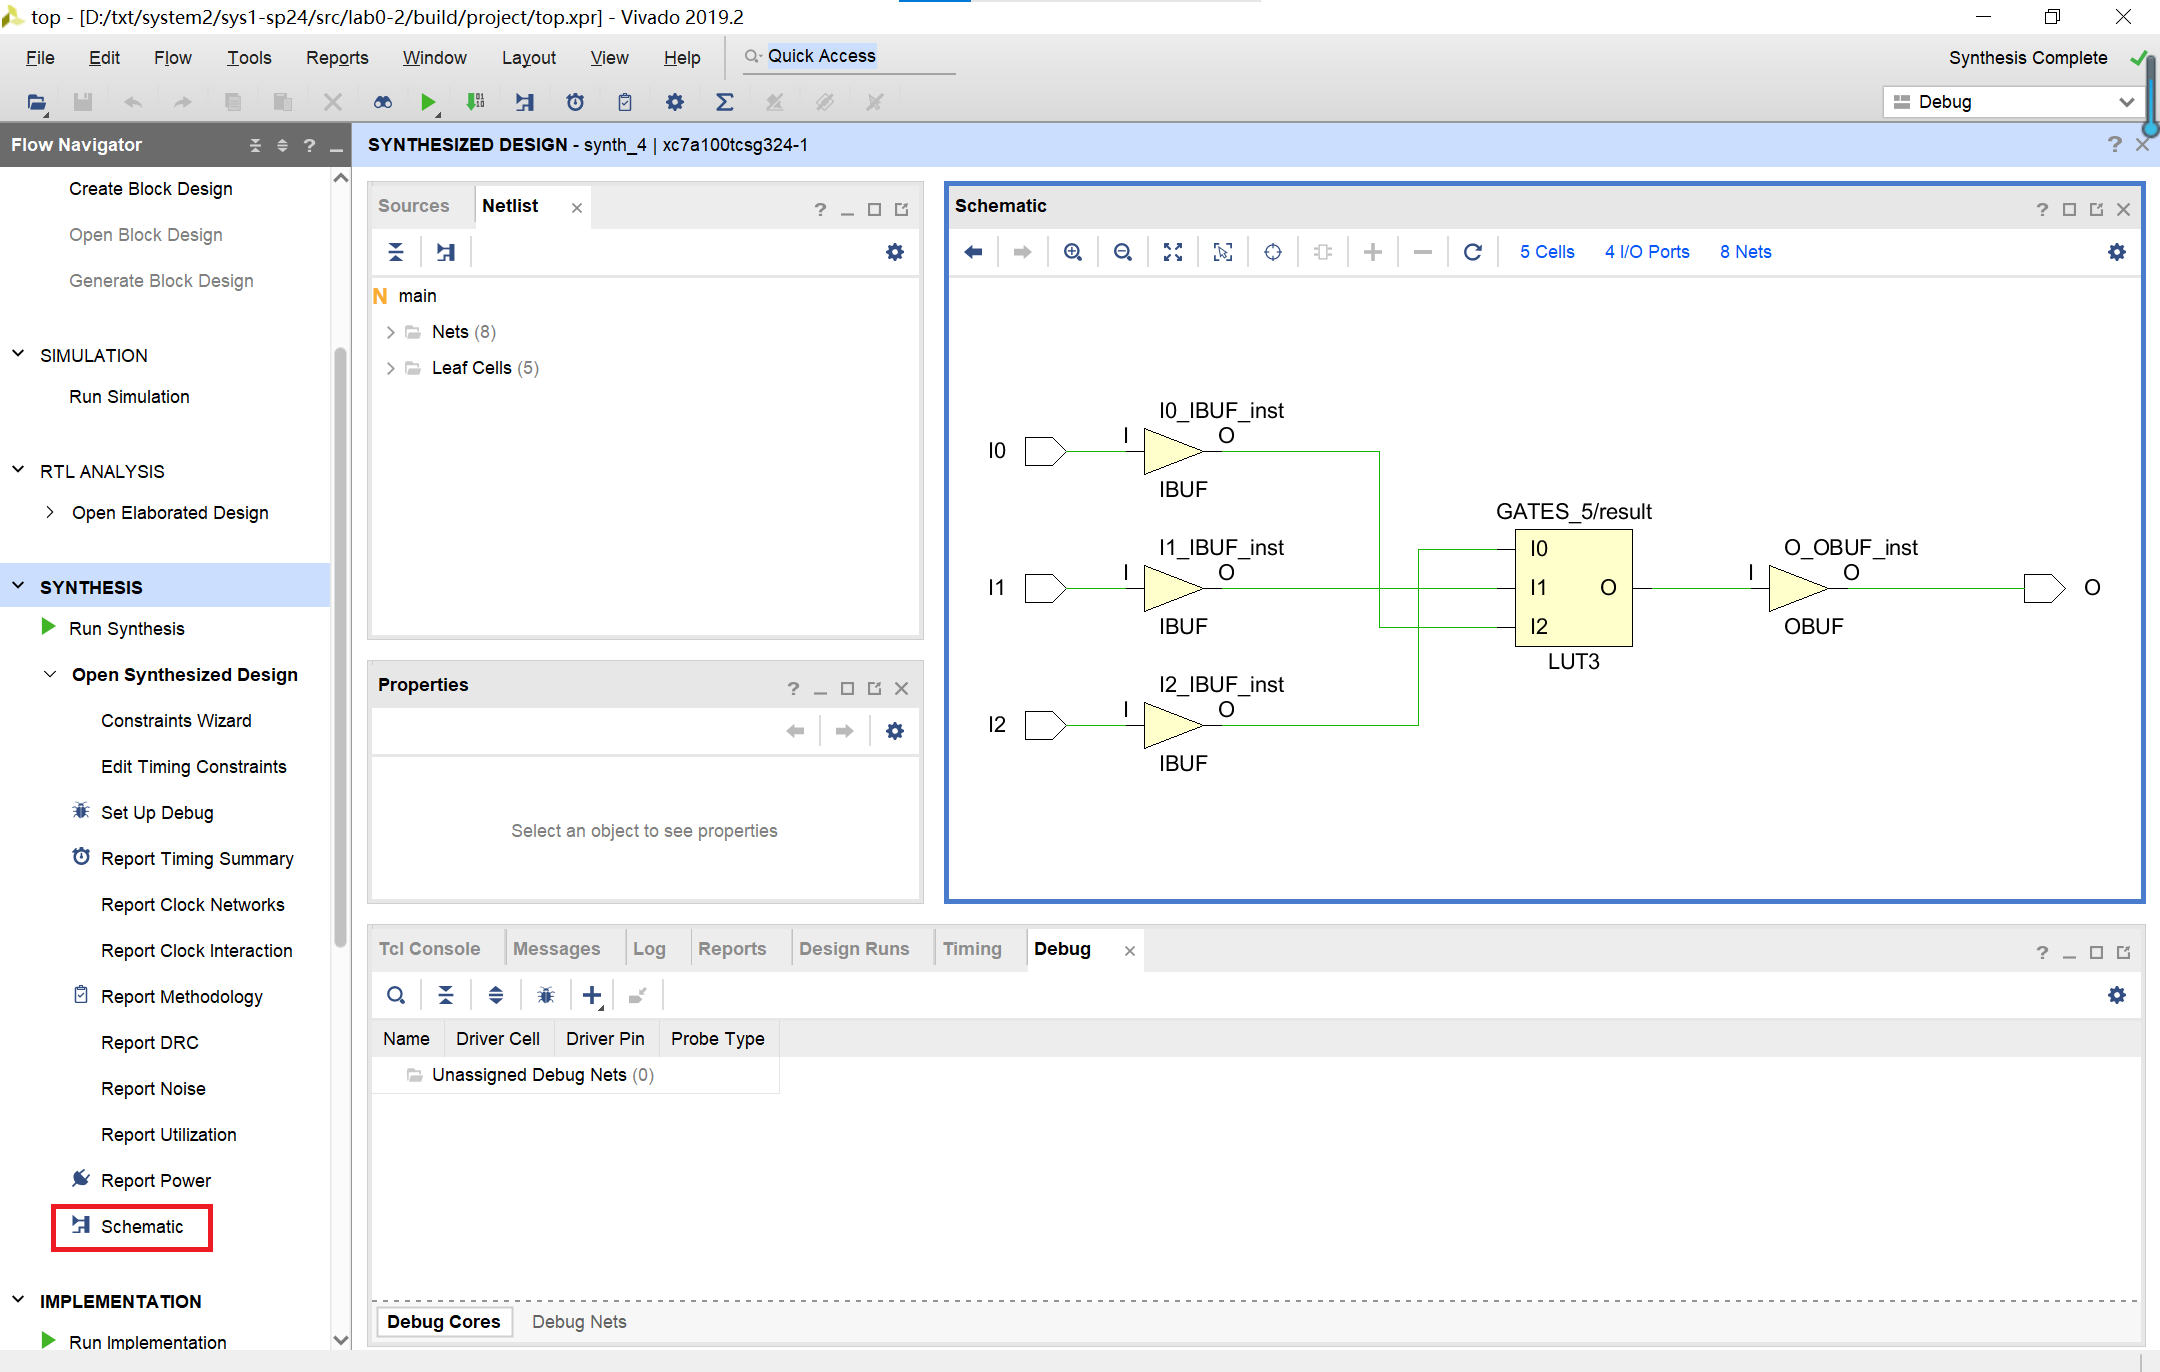 top - [D:/txt/system2/sys1-sp24/src/lab0-2/build/project/top.xpr] - Vivado 2019.2
File Edit Flow Tools Reports Window Layout View Help Quick Access Synthesis Complete
Debug
Flow Navigator
Create Block Design
Open Block Design
Generate Block Design
SIMULATION
Run Simulation
RTL ANALYSIS
Open Elaborated Design
SYNTHESIS
Run Synthesis
Open Synthesized Design
Constraints Wizard
Edit Timing Constraints
Set Up Debug
Report Timing Summary
Report Clock Networks
Report Clock Interaction
Report Methodology
Report DRC
Report Noise
Report Utilization
Report Power
Schematic
IMPLEMENTATION
Run Implementation
SYNTHESIZED DESIGN - synth_4 | xc7a100tcsg324-1
Sources Netlist
N main
Nets (8)
Leaf Cells (5)
Properties
Select an object to see properties
Schematic
5 Cells 4 I/O Ports 8 Nets
I0_IBUF_inst
I0 I O
IBUF
I1_IBUF_inst
I1 I O
IBUF
I2_IBUF_inst
I2 I O
IBUF
GATES_5/result
I0
I1 O
I2
LUT3
O_OBUF_inst
I O O
OBUF
Tcl Console Messages Log Reports Design Runs Timing Debug
Name Driver Cell Driver Pin Probe Type
Unassigned Debug Nets (0)
Debug Cores Debug Nets